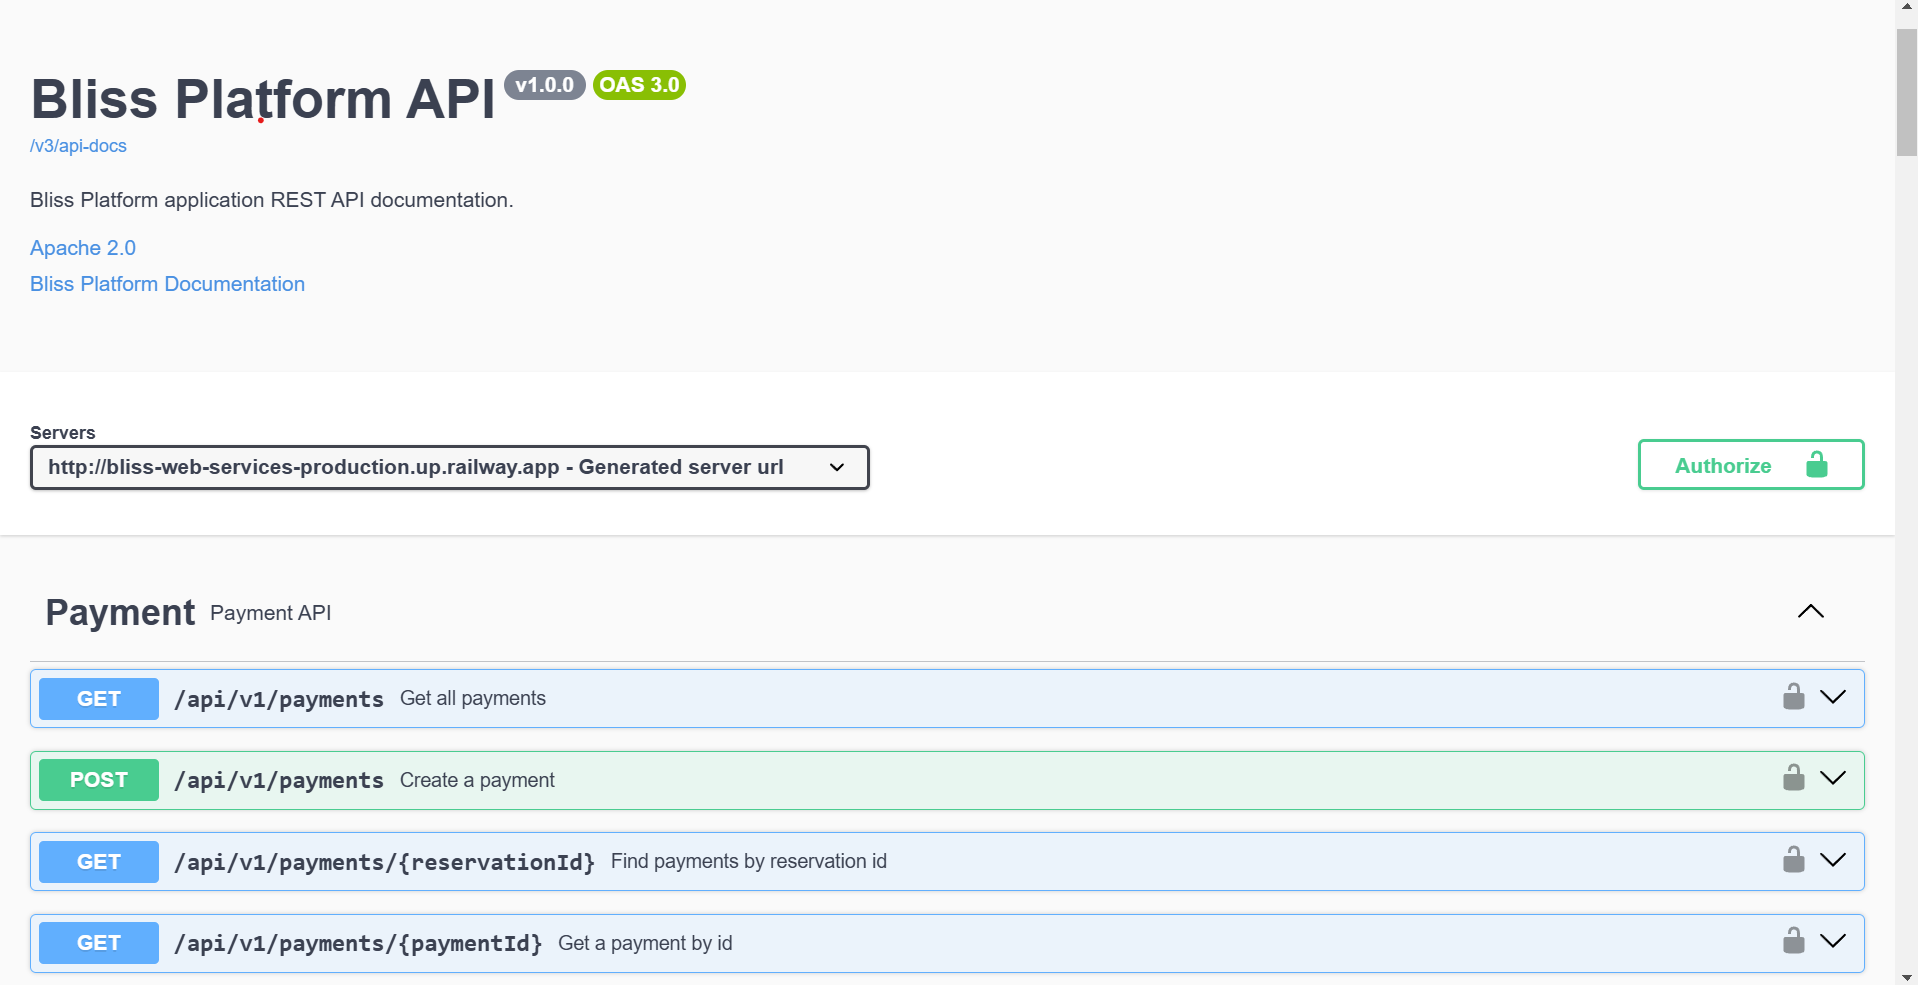 Bliss Platform API v1.0.0 OAS 3.0
/v3/api-docs
Bliss Platform application REST API documentation.
Apache 2.0
Bliss Platform Documentation
Servers
http://bliss-web-services-production.up.railway.app - Generated server url
Authorize
Payment Payment API
GET /api/v1/payments Get all payments
POST /api/v1/payments Create a payment
GET /api/v1/payments/{reservationId} Find payments by reservation id
GET /api/v1/payments/{paymentId} Get a payment by id